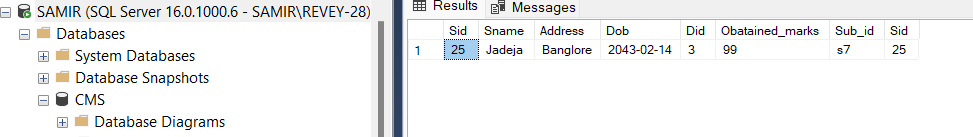 SAMIR (SQL Server 16.0.1000.6 - SAMIR\REVEY-28)
Databases
System Databases
Database Snapshots
CMS
Database Diagrams
Results Messages
Sid Sname Address Dob Did Obatained_marks Sub_id Sid
1 25 Jadeja Banglore 2043-02-14 3 99 s7 25